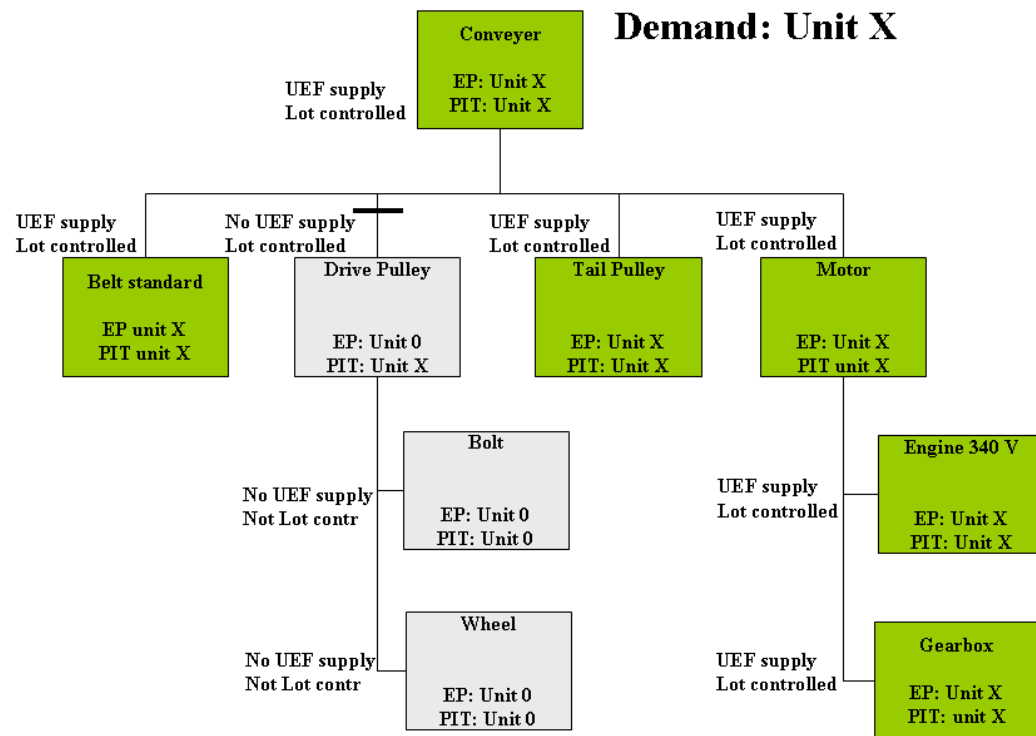 Demand: Unit X
Conveyer
EP: Unit X
PIT: Unit X
UEF supply
Lot controlled
UEF supply
Lot controlled
Belt standard
EP unit X
PIT unit X
No UEF supply
Lot controlled
Drive Pulley
EP: Unit 0
PIT: Unit X
UEF supply
Lot controlled
Tail Pulley
EP: Unit X
PIT: Unit X
UEF supply
Lot controlled
Motor
EP: Unit X
PIT unit X
No UEF supply
Not Lot contr
Bolt
EP: Unit 0
PIT: Unit 0
UEF supply
Lot controlled
Engine 340 V
EP: Unit X
PIT: Unit X
No UEF supply
Not Lot contr
Wheel
EP: Unit 0
PIT: Unit 0
UEF supply
Lot controlled
Gearbox
EP: Unit X
PIT: unit X